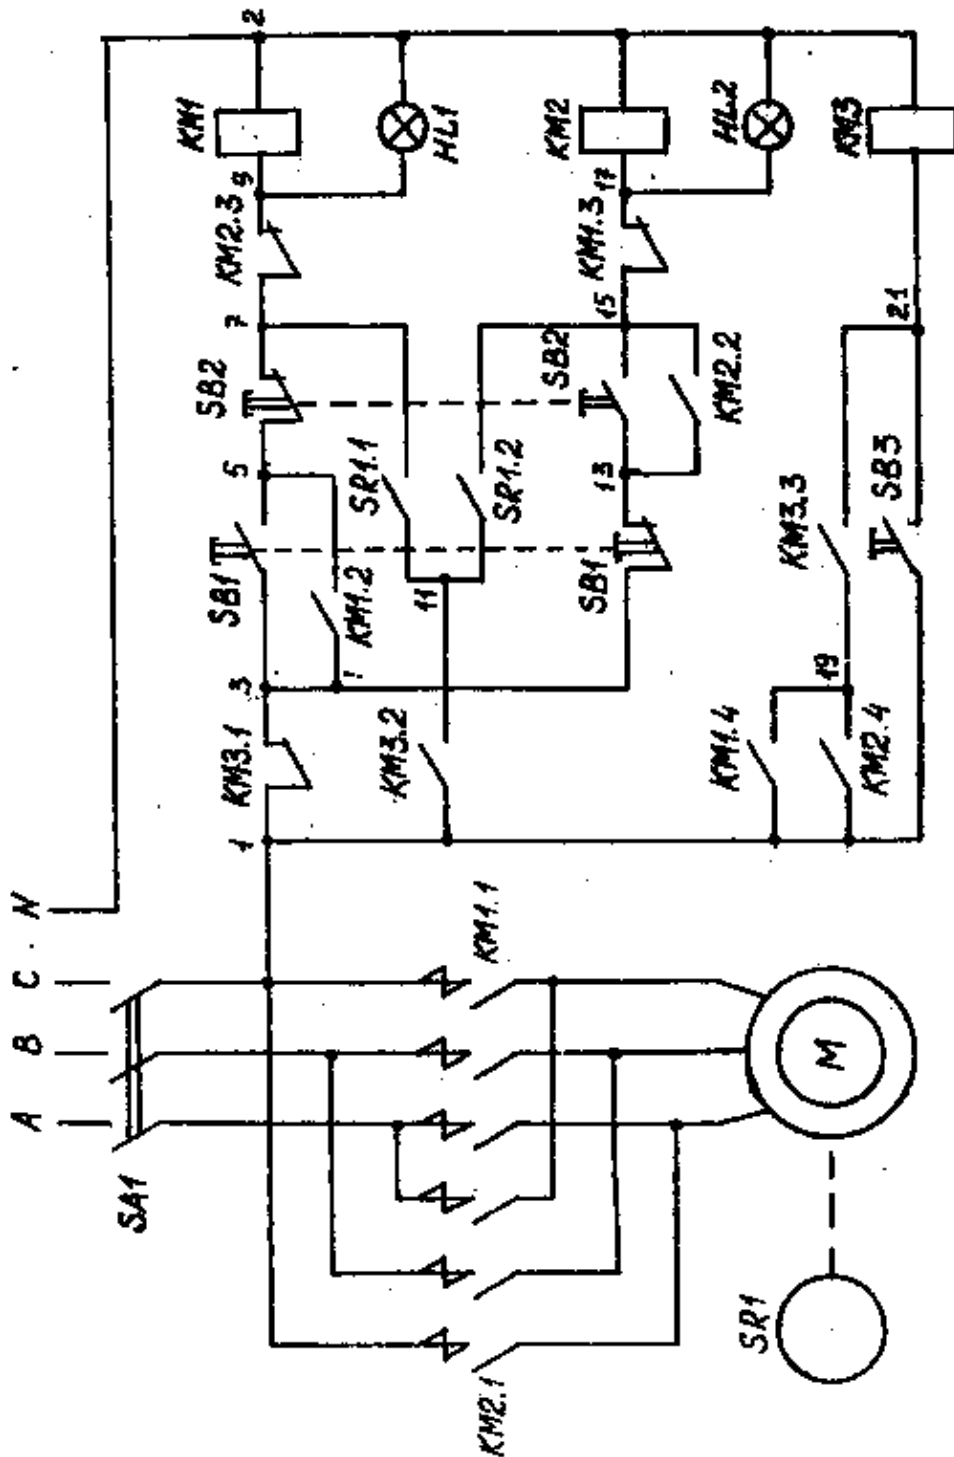 A B C N
SA1
KM1.1
KM2.1
M
SR1
1
KM3.1
3
SB1
5
SB2
7
KM2.3
9
KM1
2
HL1
KM1.2
KM3.2
11
SR1.1
SR1.2
SB1
13
SB2
KM2.2
15
KM1.3
17
KM2
HL2
KM1.4
KM2.4
19
KM3.3
SB3
21
KM3